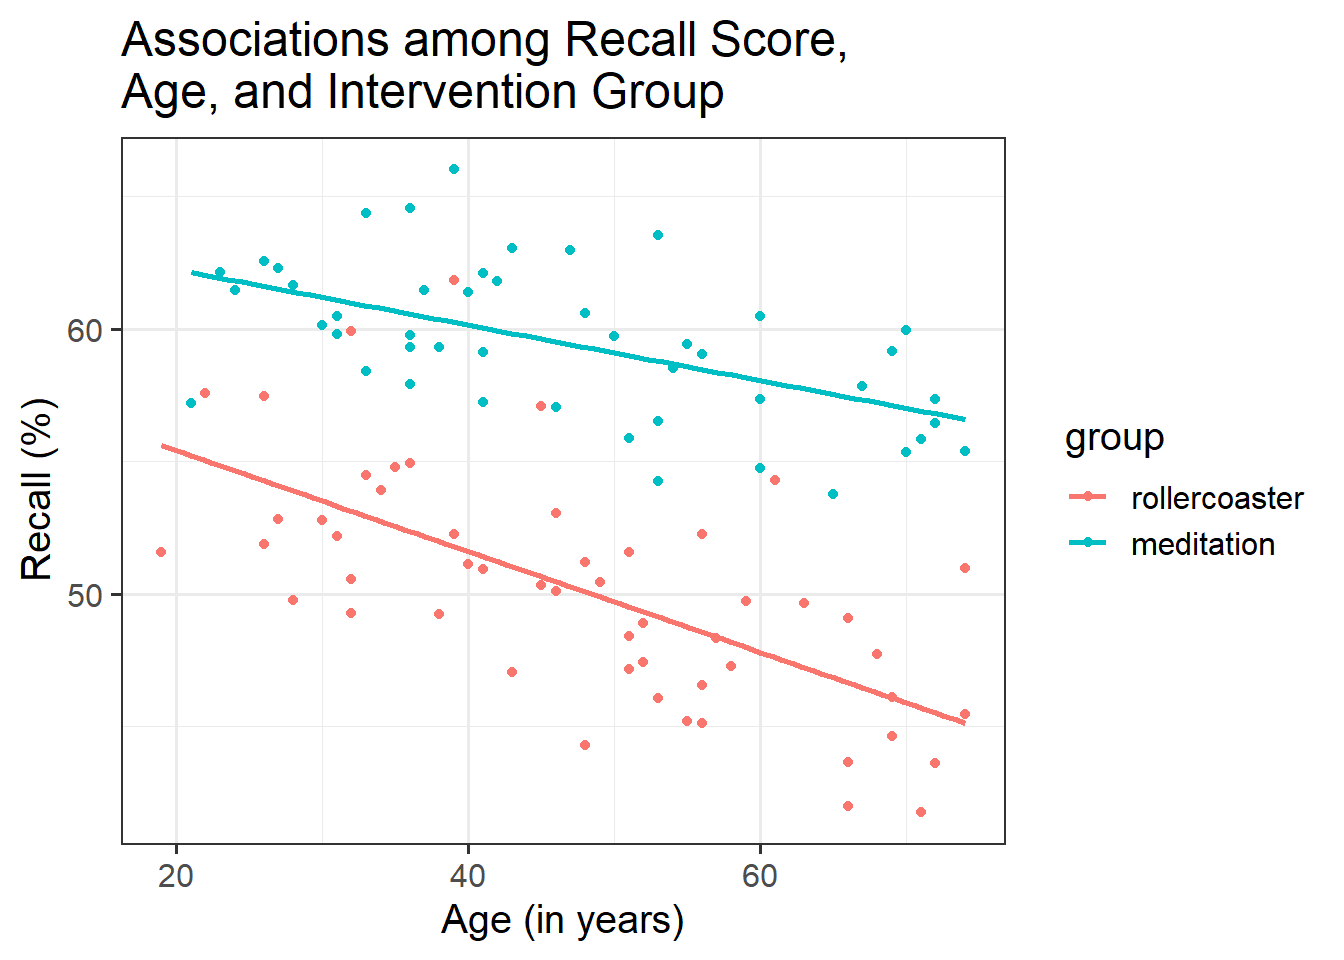 Associations among Recall Score,
Age, and Intervention Group
60
50
Recall (%)
20 40 60
Age (in years)
group
rollercoaster
meditation